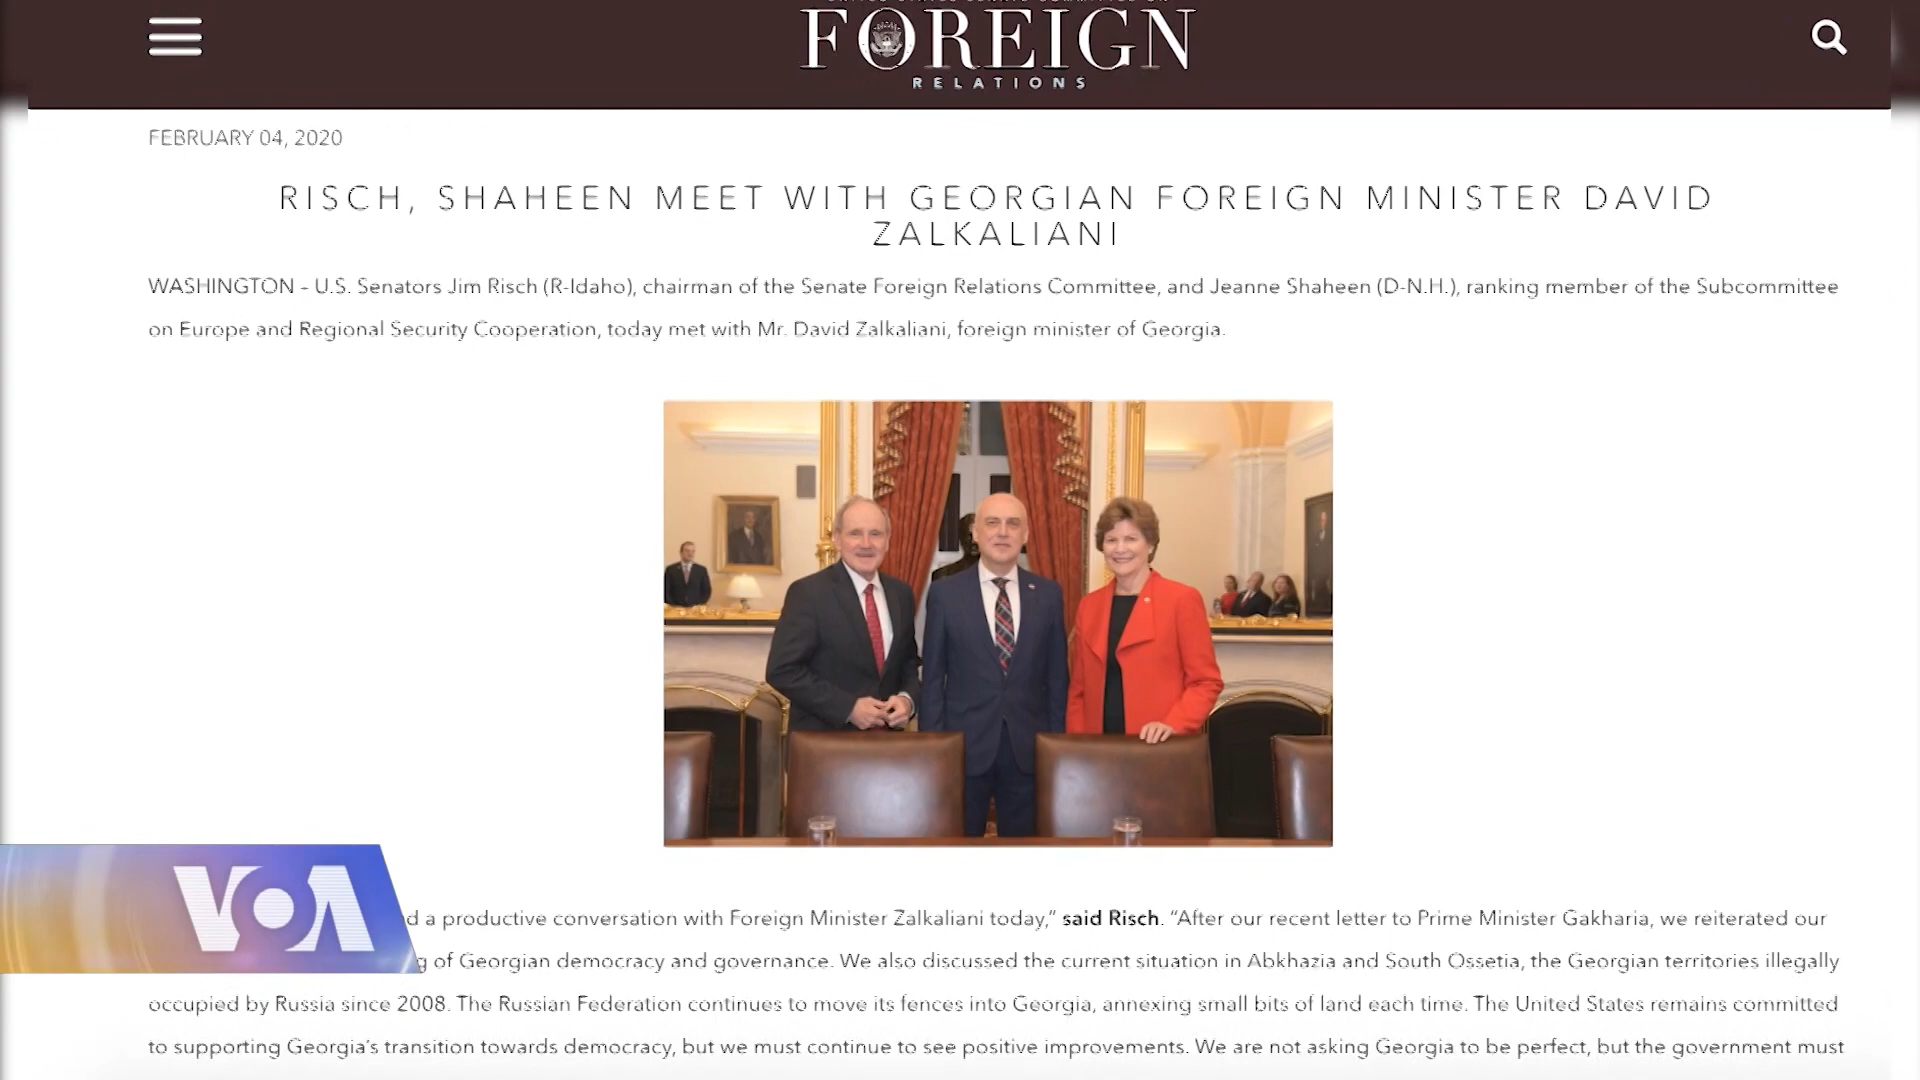 FOREIGN
RELATIONS
FEBRUARY 04, 2020
RISCH, SHAHEEN MEET WITH GEORGIAN FOREIGN MINISTER DAVID
ZALKALIANI
WASHINGTON – U.S. Senators Jim Risch (R-Idaho), chairman of the Senate Foreign Relations Committee, and Jeanne Shaheen (D-N.H.), ranking member of the Subcommittee
on Europe and Regional Security Cooperation, today met with Mr. David Zalkaliani, foreign minister of Georgia.
a productive conversation with Foreign Minister Zalkaliani today,” said Risch. “After our recent letter to Prime Minister Gakharia, we reiterated our
VOA
of Georgian democracy and governance. We also discussed the current situation in Abkhazia and South Ossetia, the Georgian territories illegally
occupied by Russia since 2008. The Russian Federation continues to move its fences into Georgia, annexing small bits of land each time. The United States remains committed
to supporting Georgia’s transition towards democracy, but we must continue to see positive improvements. We are not asking Georgia to be perfect, but the government must